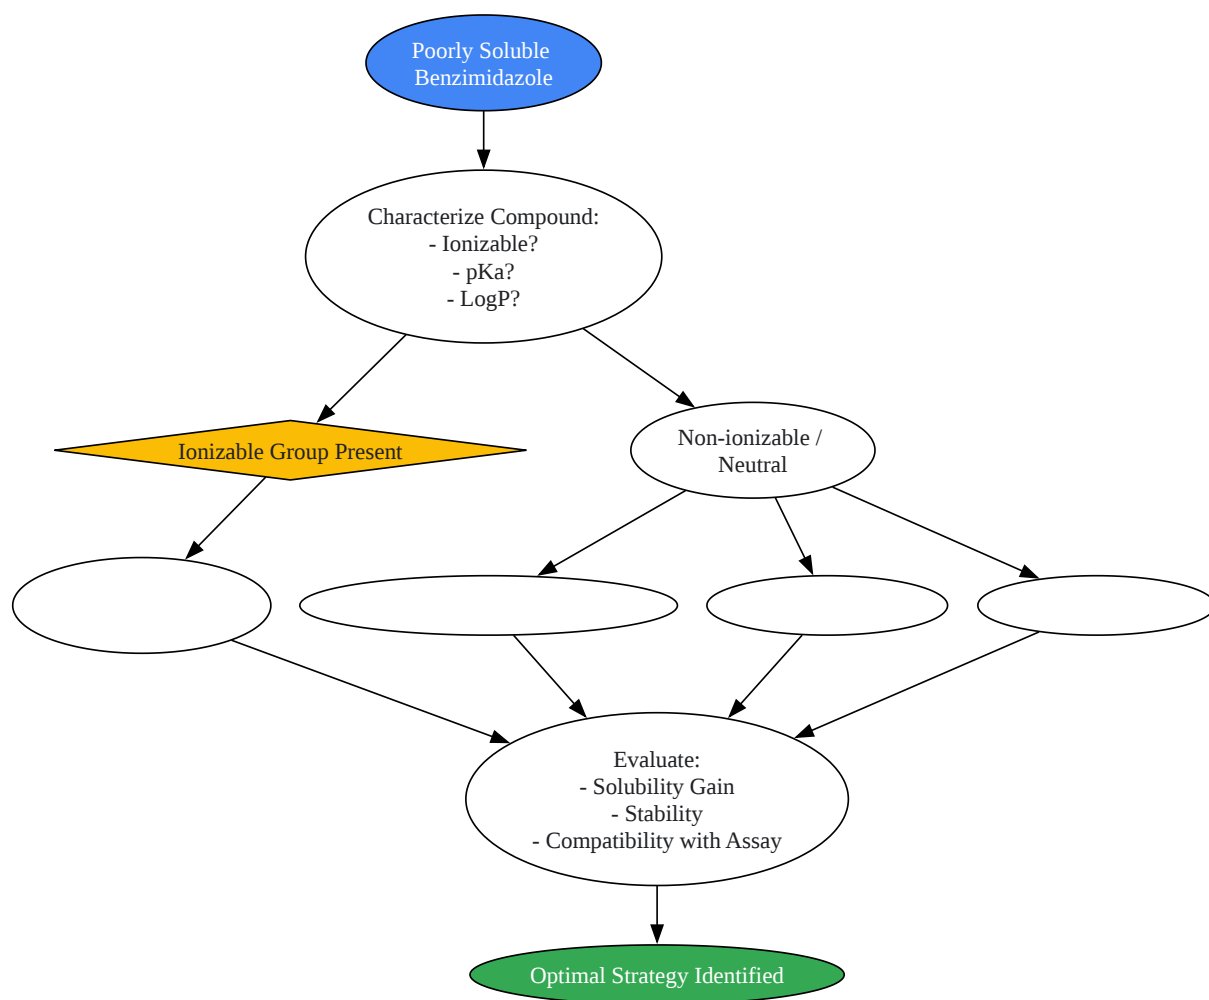 Poorly Soluble
Benzimidazole
Characterize Compound:
- Ionizable?
- pKa?
- LogP?
Ionizable Group Present
Non-ionizable /
Neutral
Evaluate:
- Solubility Gain
- Stability
- Compatibility with Assay
Optimal Strategy Identified